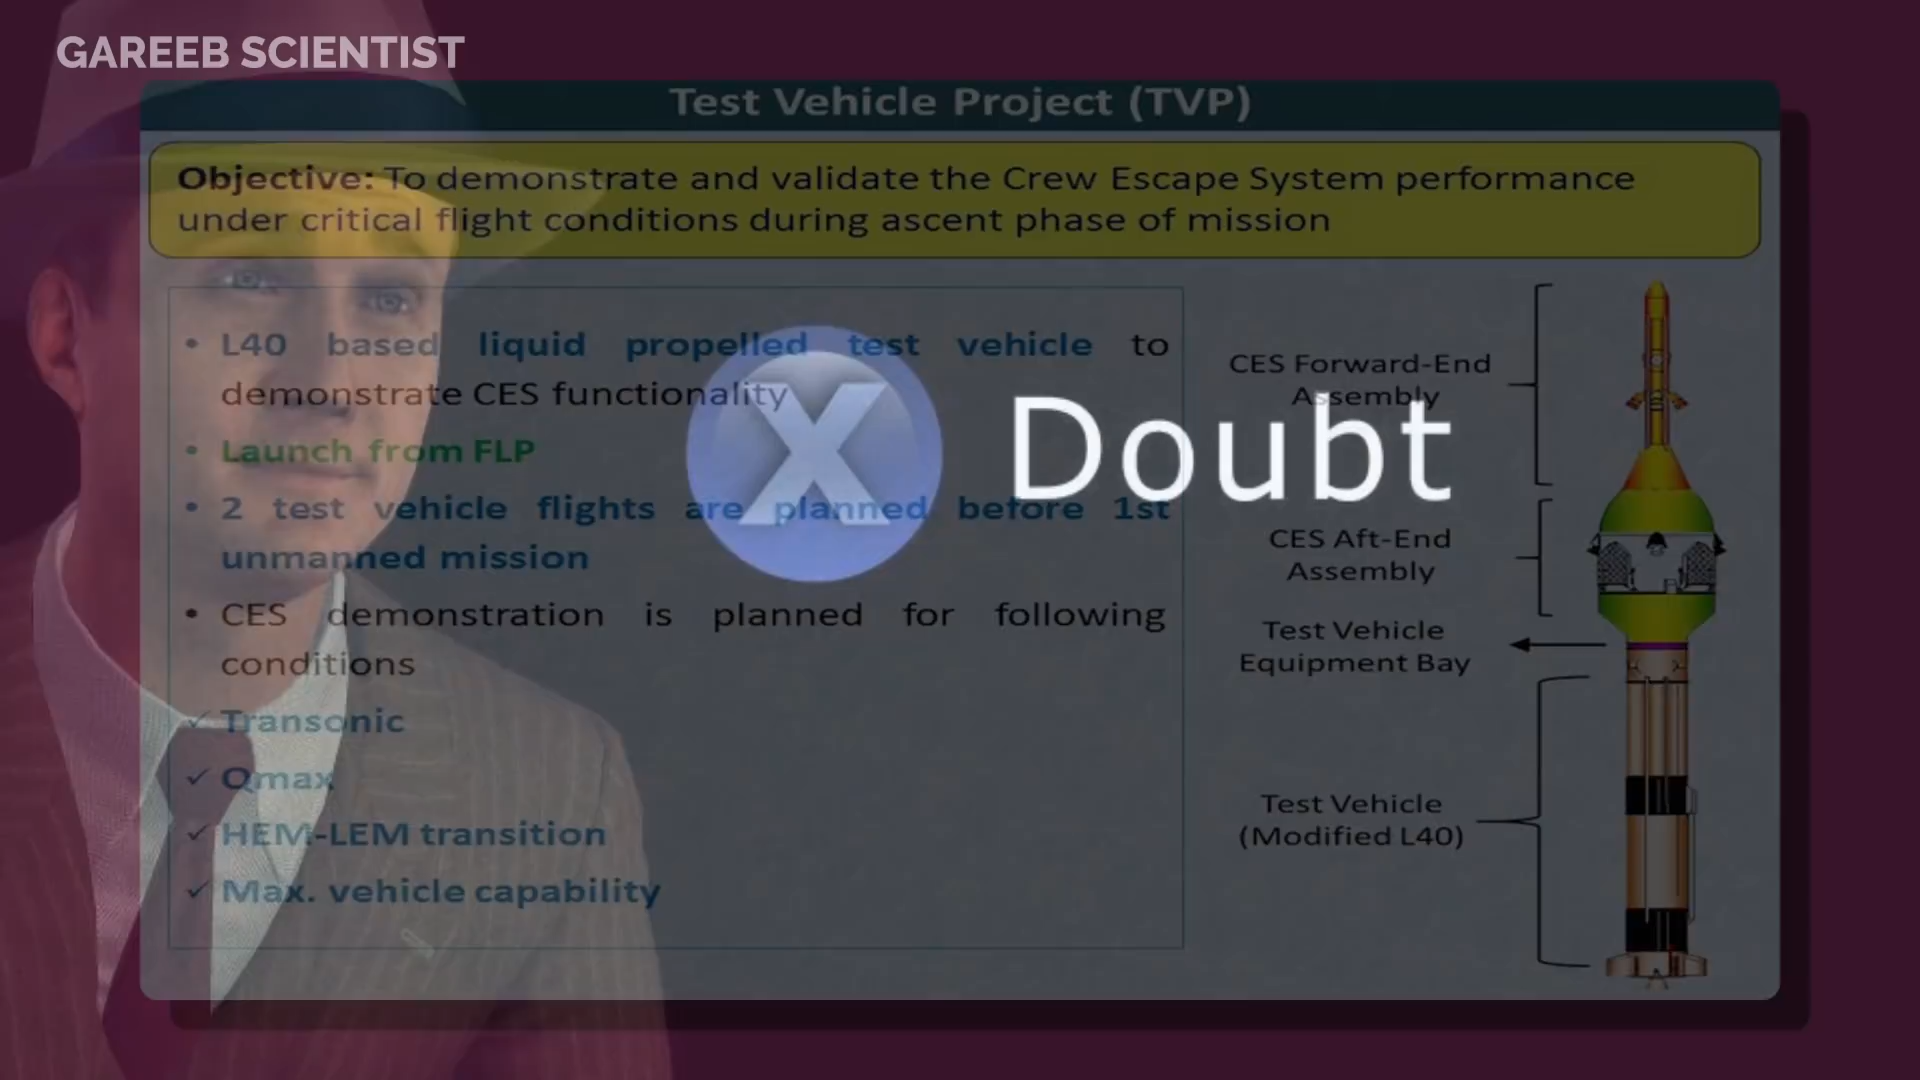 GAREEB SCIENTIST
Test Vehicle Project (TVP)
Objective: To demonstrate and validate the Crew Escape System performance
under critical flight conditions during ascent phase of mission
• L40 based liquid propelled test vehicle to
demonstrate CES functionality
• Launch from FLP
• 2 test vehicle flights are planned before 1st
unmanned mission
• CES demonstration is planned for following
conditions
✓ Transonic
✓ Qmax
✓ HEM-LEM transition
✓ Max. vehicle capability
X Doubt
CES Forward-End
Assembly
CES Aft-End
Assembly
Test Vehicle
Equipment Bay
Test Vehicle
(Modified L40)